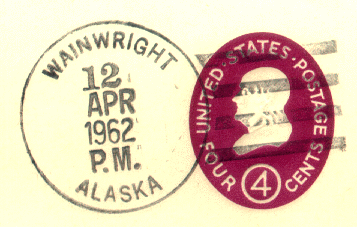 WAINWRIGHT
12
APR
1962
P.M.
ALASKA
UNITED·STATES·POSTAGE
FOUR 4 CENTS